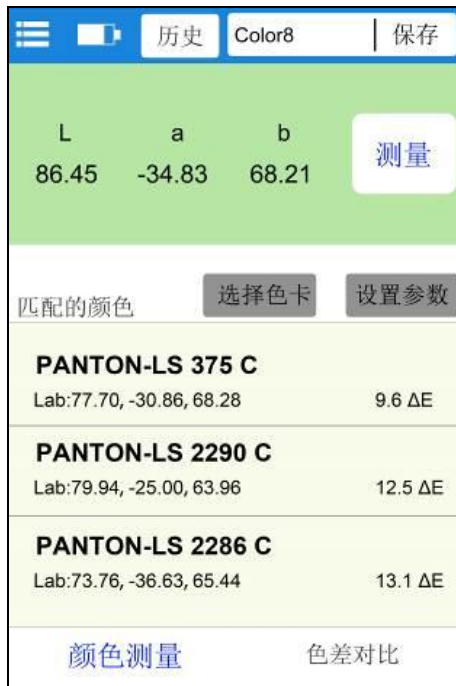 历史 Color8 保存
L a b
86.45 -34.83 68.21
测量
匹配的颜色 选择色卡 设置参数
PANTON-LS 375 C
Lab:77.70, -30.86, 68.28 9.6 ΔE
PANTON-LS 2290 C
Lab:79.94, -25.00, 63.96 12.5 ΔE
PANTON-LS 2286 C
Lab:73.76, -36.63, 65.44 13.1 ΔE
颜色测量 色差对比